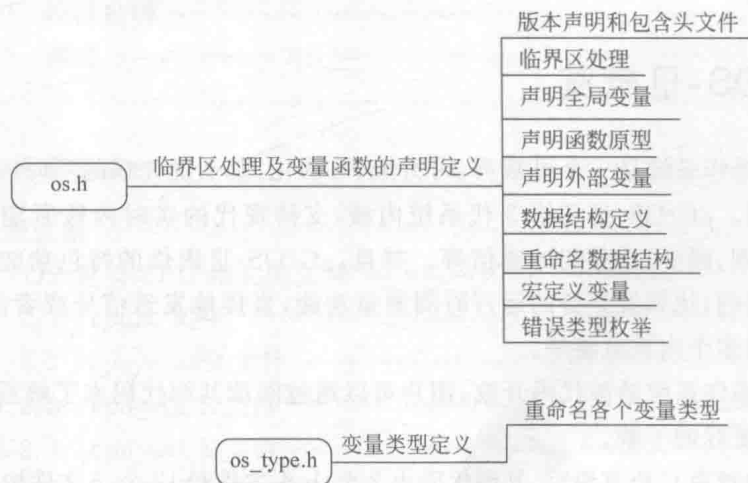 版本声明和包含头文件
临界区处理
声明全局变量
声明函数原型
os.h
临界区处理及变量函数的声明定义
声明外部变量
数据结构定义
重命名数据结构
宏定义变量
错误类型枚举
重命名各个变量类型
os_type.h
变量类型定义